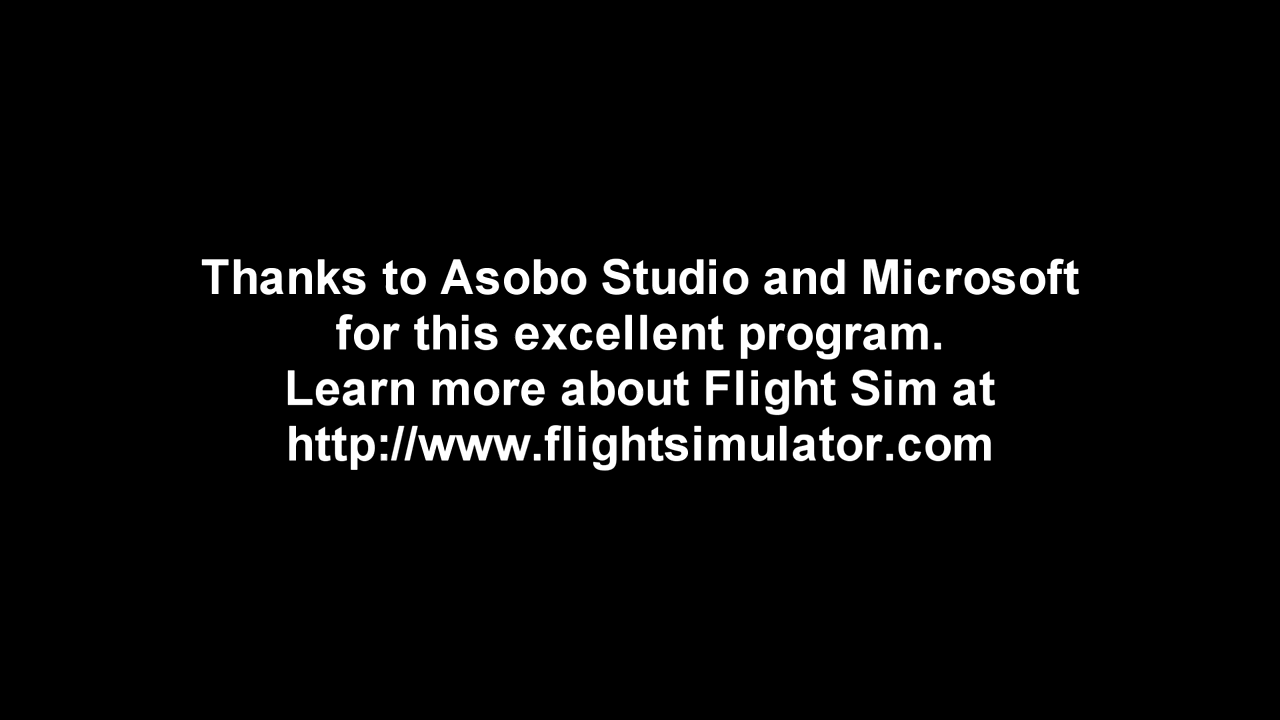 Thanks to Asobo Studio and Microsoft
for this excellent program.
Learn more about Flight Sim at
http://www.flightsimulator.com